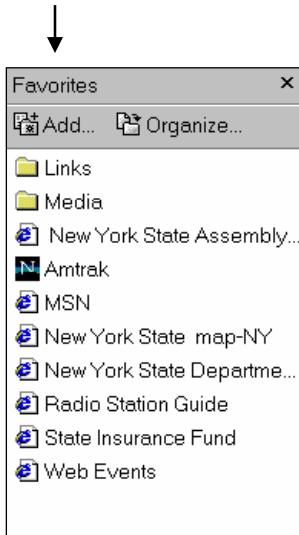 Favorites ×
Add... Organize...
Links
Media
New York State Assembly...
N Amtrak
MSN
New York State map-NY
New York State Departme...
Radio Station Guide
State Insurance Fund
Web Events